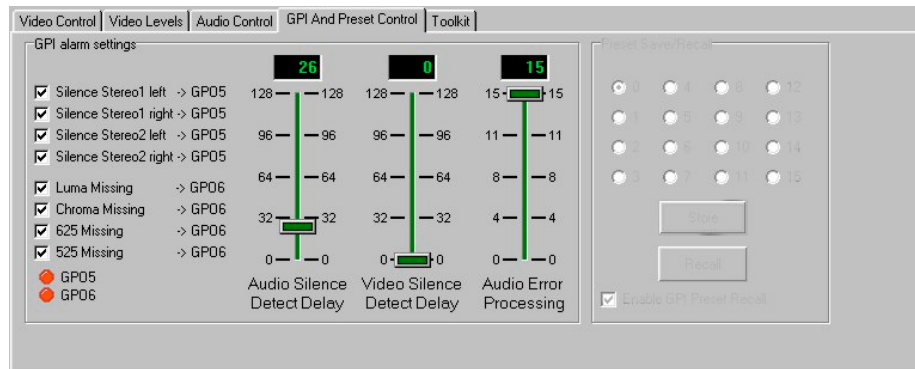 Video Control Video Levels Audio Control GPI And Preset Control Toolkit
GPI alarm settings
26 0 15
Silence Stereo1 left -> GPO5
Silence Stereo1 right -> GPO5
Silence Stereo2 left -> GPO5
Silence Stereo2 right -> GPO5
Luma Missing -> GPO6
Chroma Missing -> GPO6
625 Missing -> GPO6
525 Missing -> GPO6
GPO5
GPO6
128 128 128 128 15 15
96 96 96 96 11 11
64 64 64 64 8 8
32 32 32 32 4 4
0 0 0 0 0 0
Audio Silence
Detect Delay
Video Silence
Detect Delay
Audio Error
Processing
Preset Save/Recall
0 4 8 12
1 5 9 13
2 6 10 14
3 7 11 15
Store
Recall
Enable GPI Preset Recall